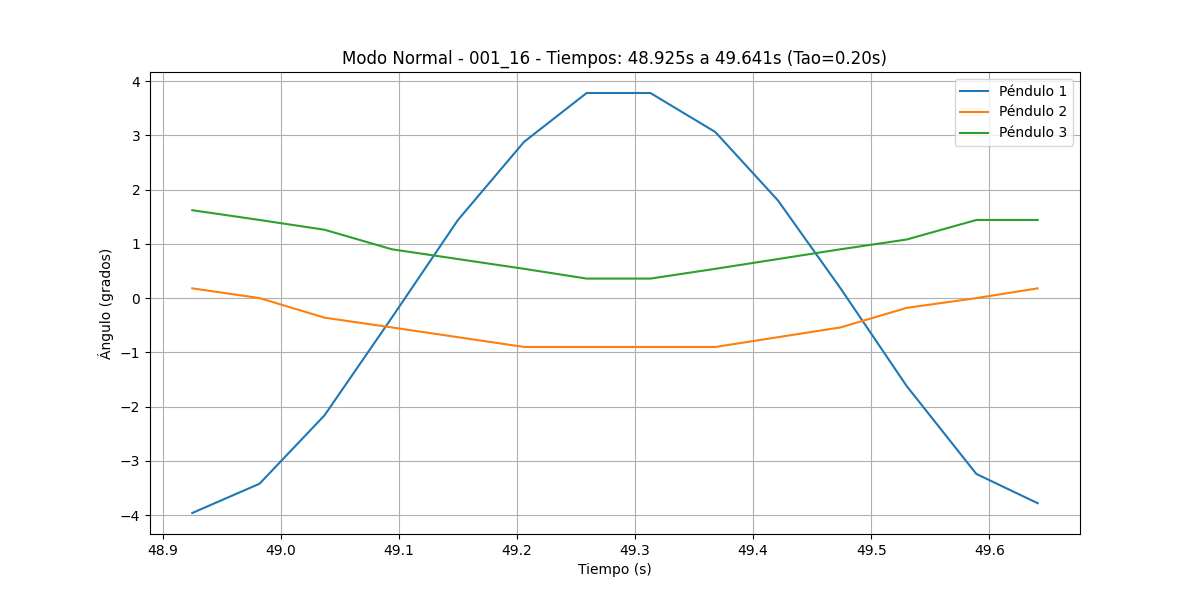 Modo Normal - 001_16 - Tiempos: 48.925s a 49.641s (Tao=0.20s)
Péndulo 1
Péndulo 2
Péndulo 3
4
3
2
1
0
−1
−2
−3
−4
Ángulo (grados)
48.9 49.0 49.1 49.2 49.3 49.4 49.5 49.6
Tiempo (s)